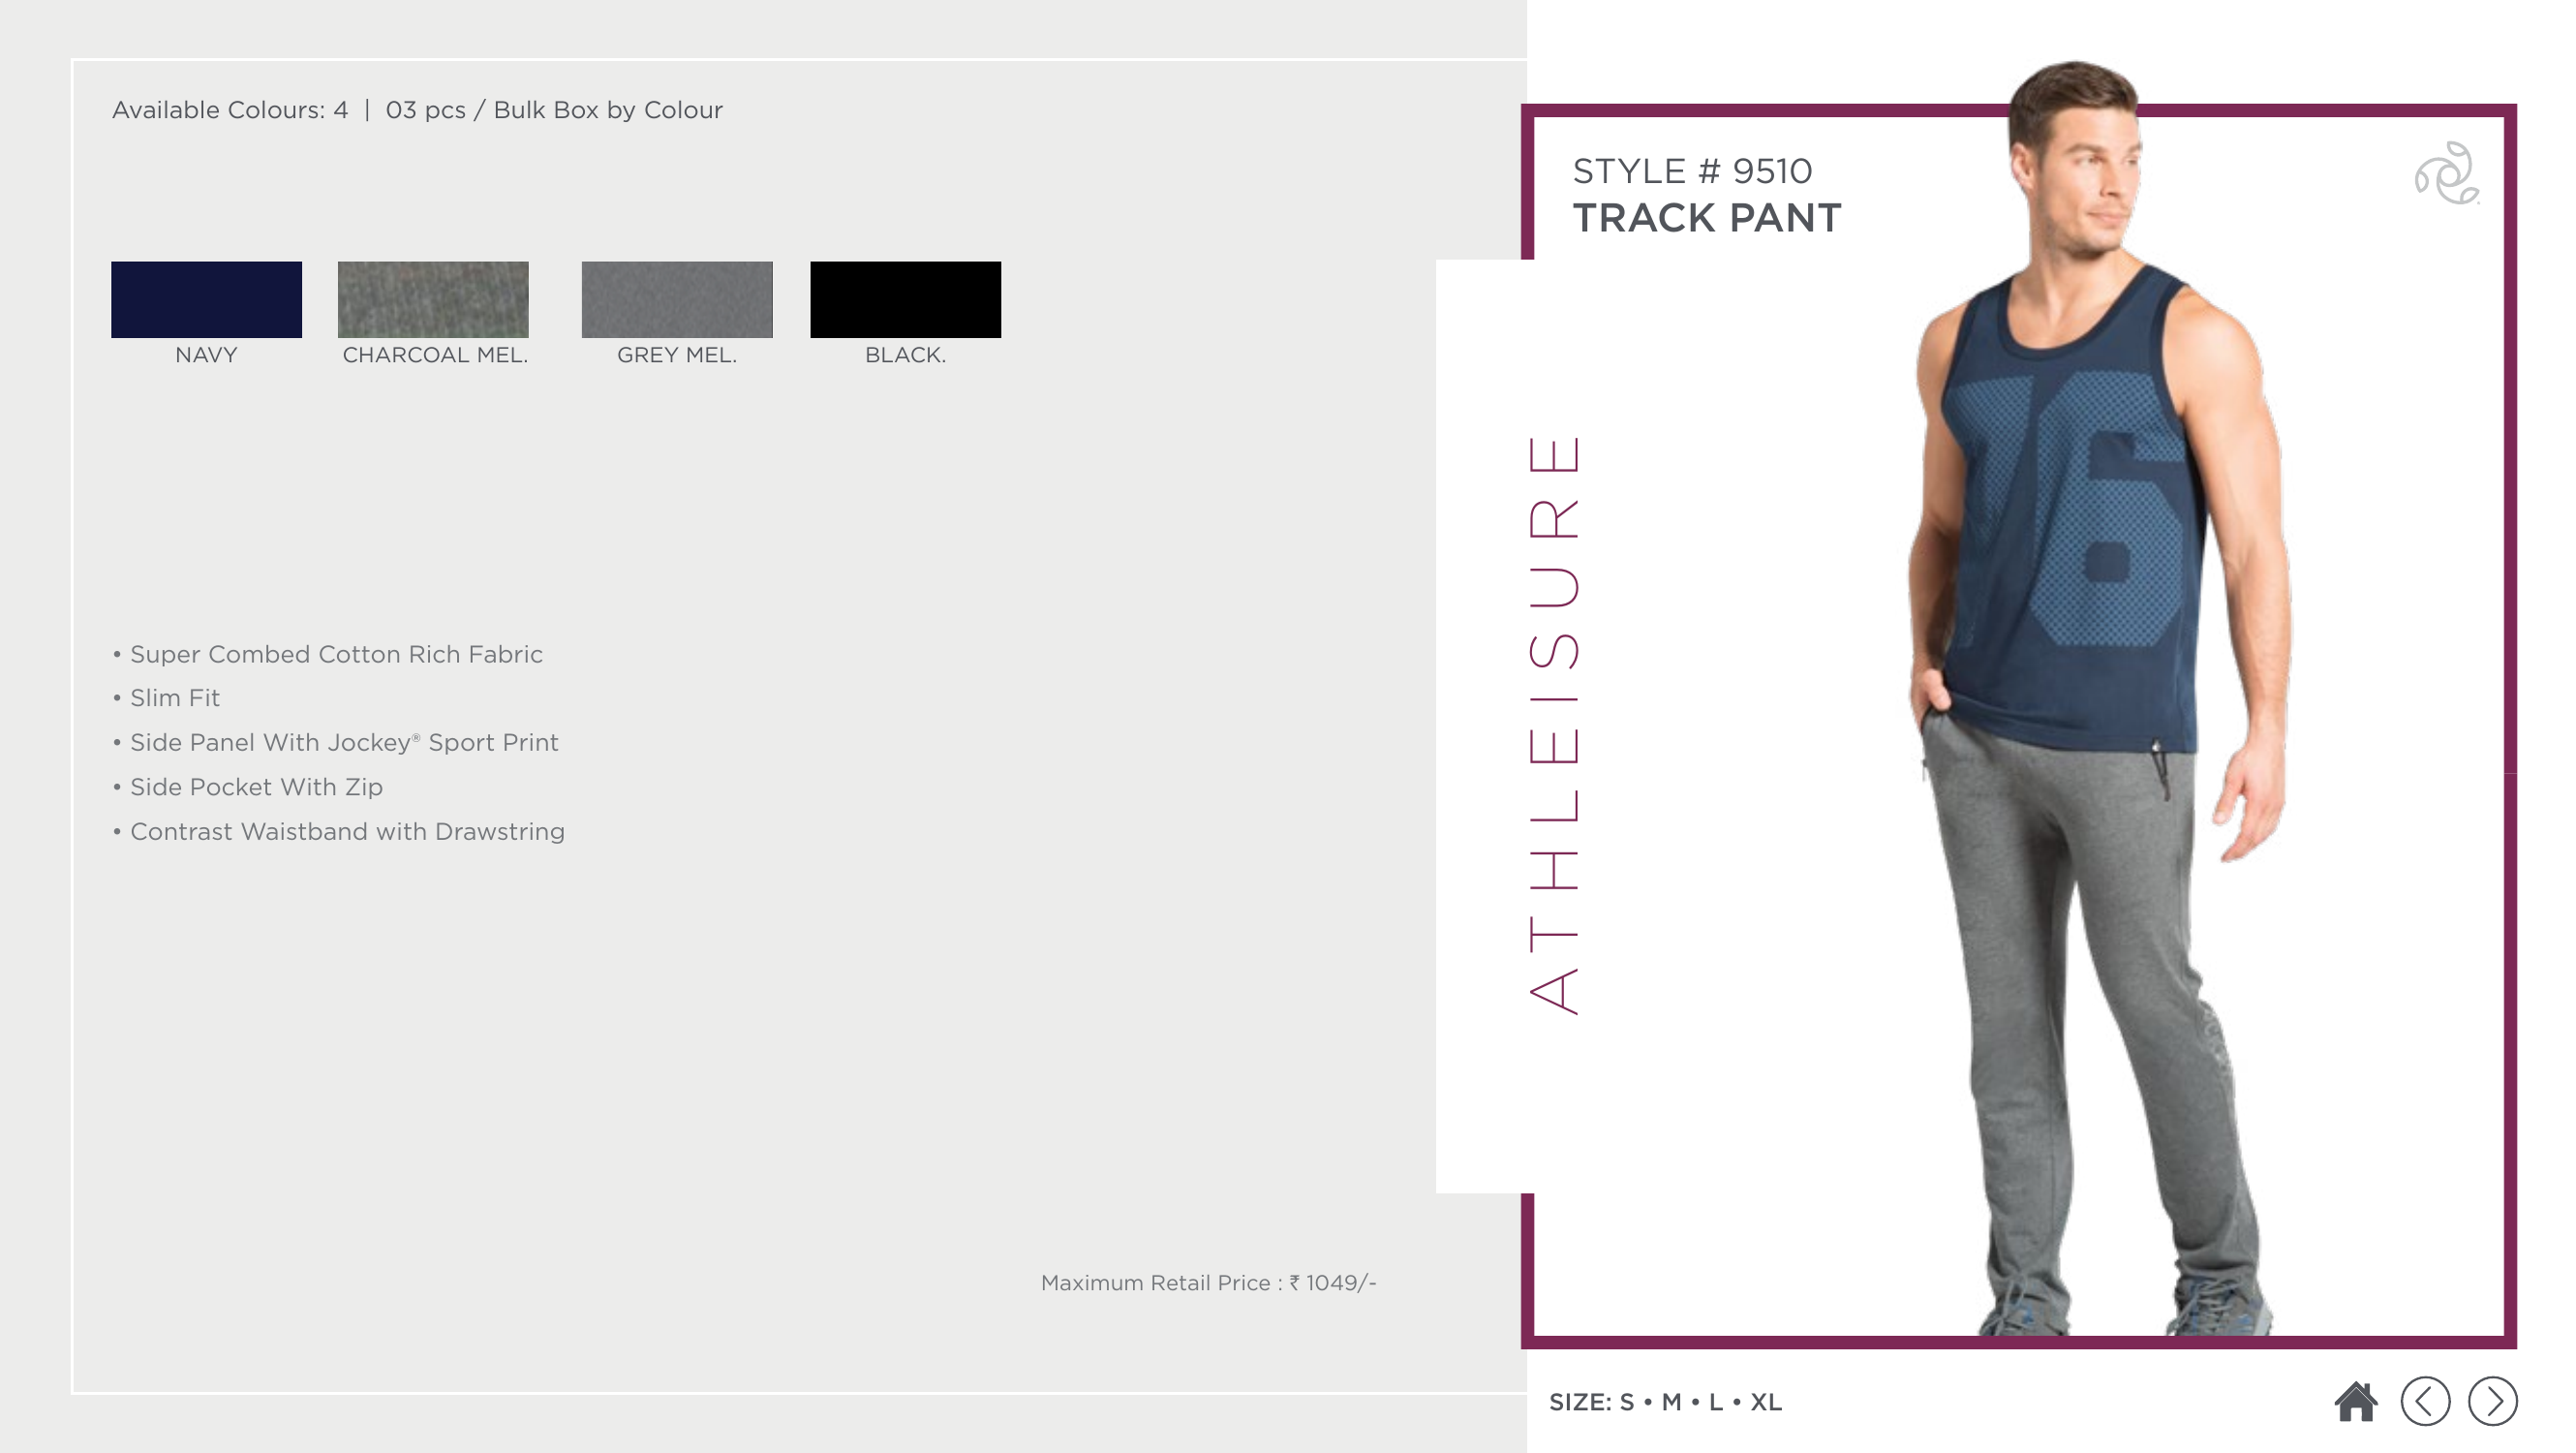 Available Colours: 4 | 03 pcs / Bulk Box by Colour
NAVY
CHARCOAL MEL.
GREY MEL.
BLACK.
• Super Combed Cotton Rich Fabric
• Slim Fit
• Side Panel With Jockey® Sport Print
• Side Pocket With Zip
• Contrast Waistband with Drawstring
Maximum Retail Price : ₹ 1049/-
STYLE # 9510
TRACK PANT
ATHLEISURE
76
SIZE: S • M • L • XL